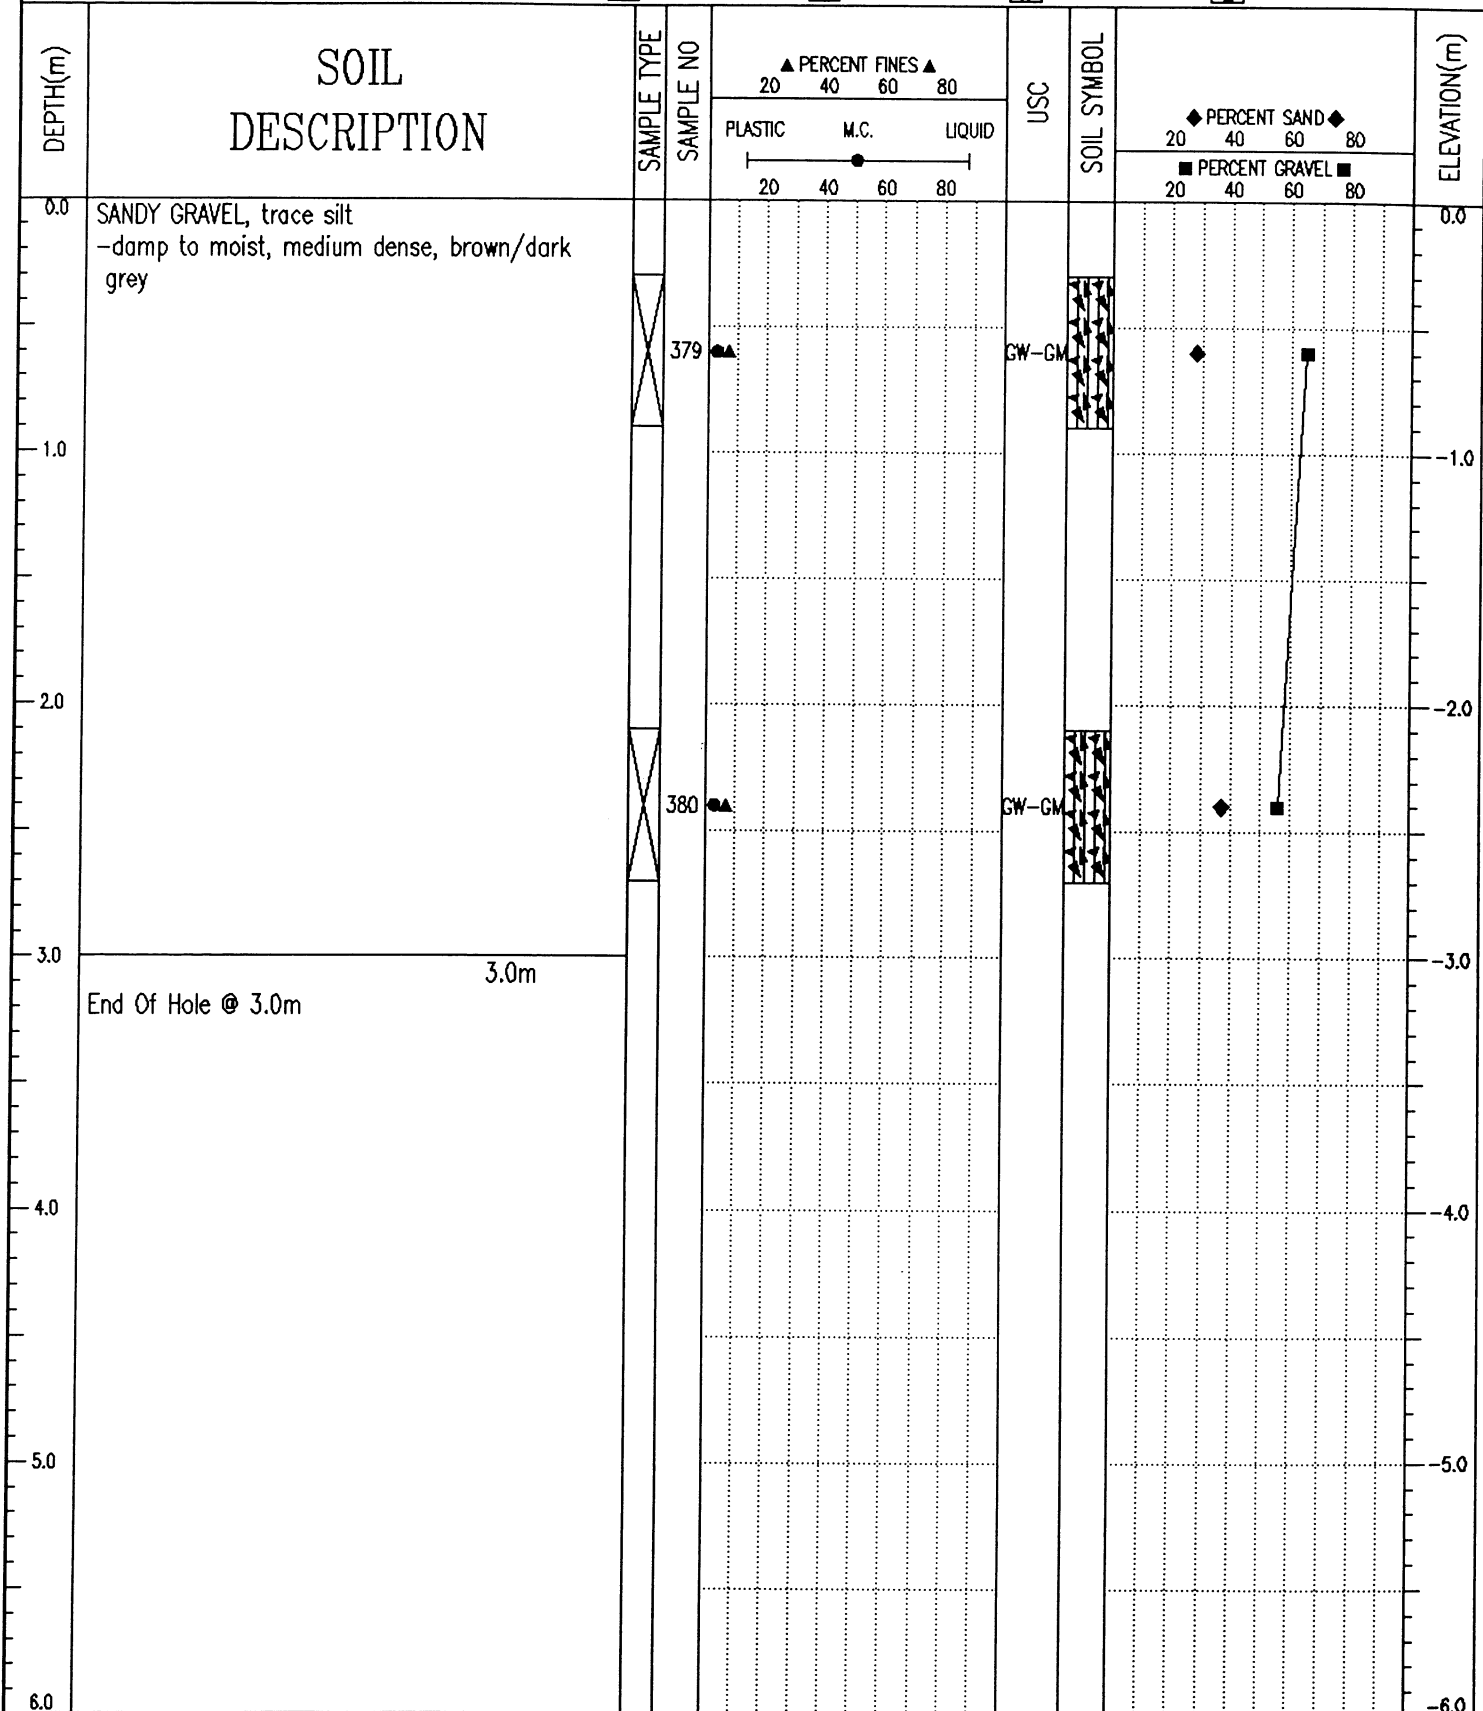 DEPTH(m)
SOIL
DESCRIPTION
SAMPLE TYPE
SAMPLE NO
▲ PERCENT FINES ▲
20 40 60 80
PLASTIC M.C. LIQUID
20 40 60 80
USC
SOIL SYMBOL
◆ PERCENT SAND ◆
20 40 60 80
■ PERCENT GRAVEL ■
20 40 60 80
ELEVATION(m)
0.0
SANDY GRAVEL, trace silt
-damp to moist, medium dense, brown/dark
grey
0.0
379
GW-GM
1.0
-1.0
2.0
-2.0
380
GW-GM
3.0
-3.0
3.0m
End Of Hole @ 3.0m
4.0
-4.0
5.0
-5.0
6.0
-6.0